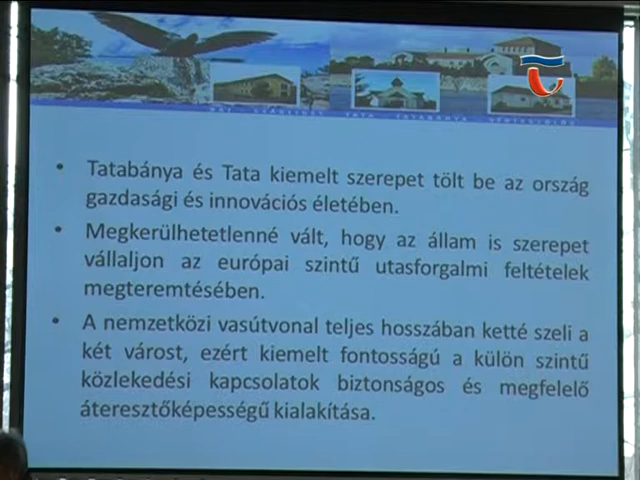 Tatabánya és Tata kiemelt szerepet tölt be az ország
gazdasági és innovációs életében.
Megkerülhetetlenné vált, hogy az állam is szerepet
vállaljon az európai szintű utasforgalmi feltételek
megteremtésében.
A nemzetközi vasútvonal teljes hosszában ketté szeli a
két várost, ezért kiemelt fontosságú a külön szintű
közlekedési kapcsolatok biztonságos és megfelelő
áteresztőképességű kialakítása.